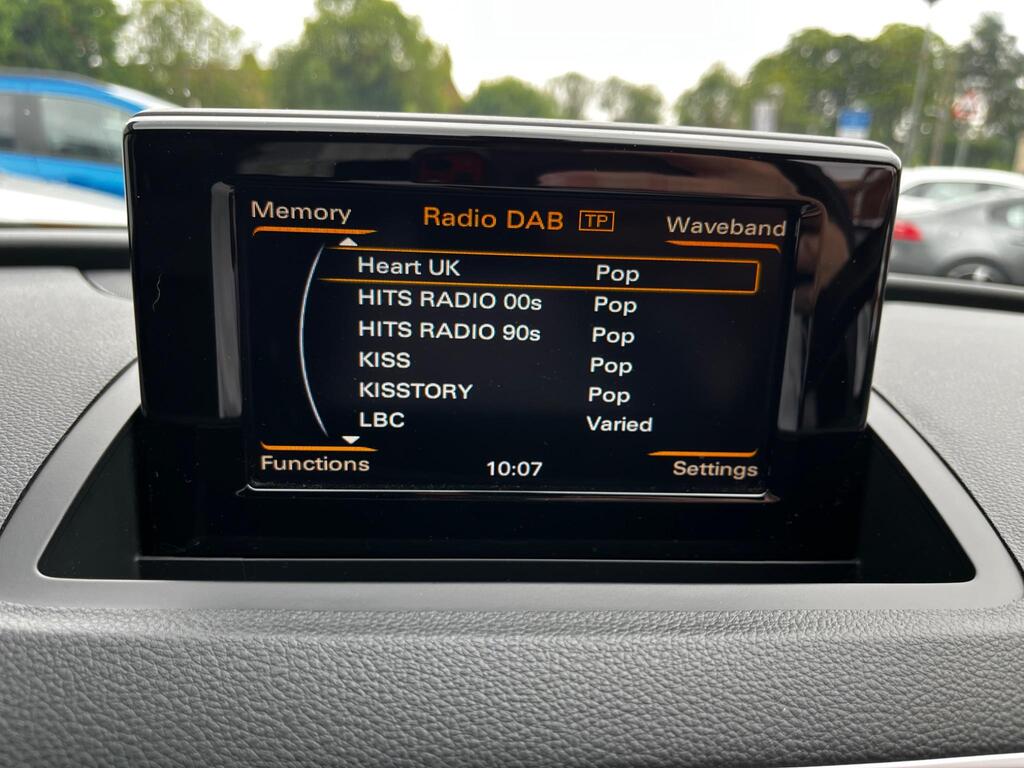 Memory Radio DAB TP Waveband
Heart UK Pop
HITS RADIO 00s Pop
HITS RADIO 90s Pop
KISS Pop
KISSTORY Pop
LBC Varied
Functions 10:07 Settings